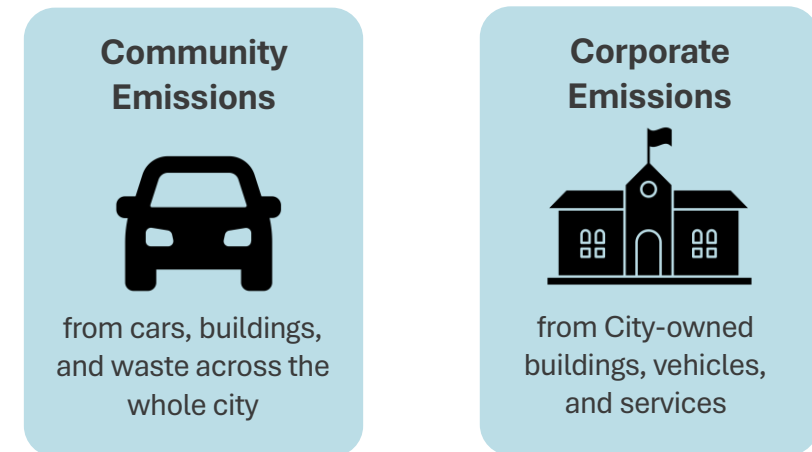 Community
Emissions
from cars, buildings,
and waste across the
whole city
Corporate
Emissions
from City-owned
buildings, vehicles,
and services